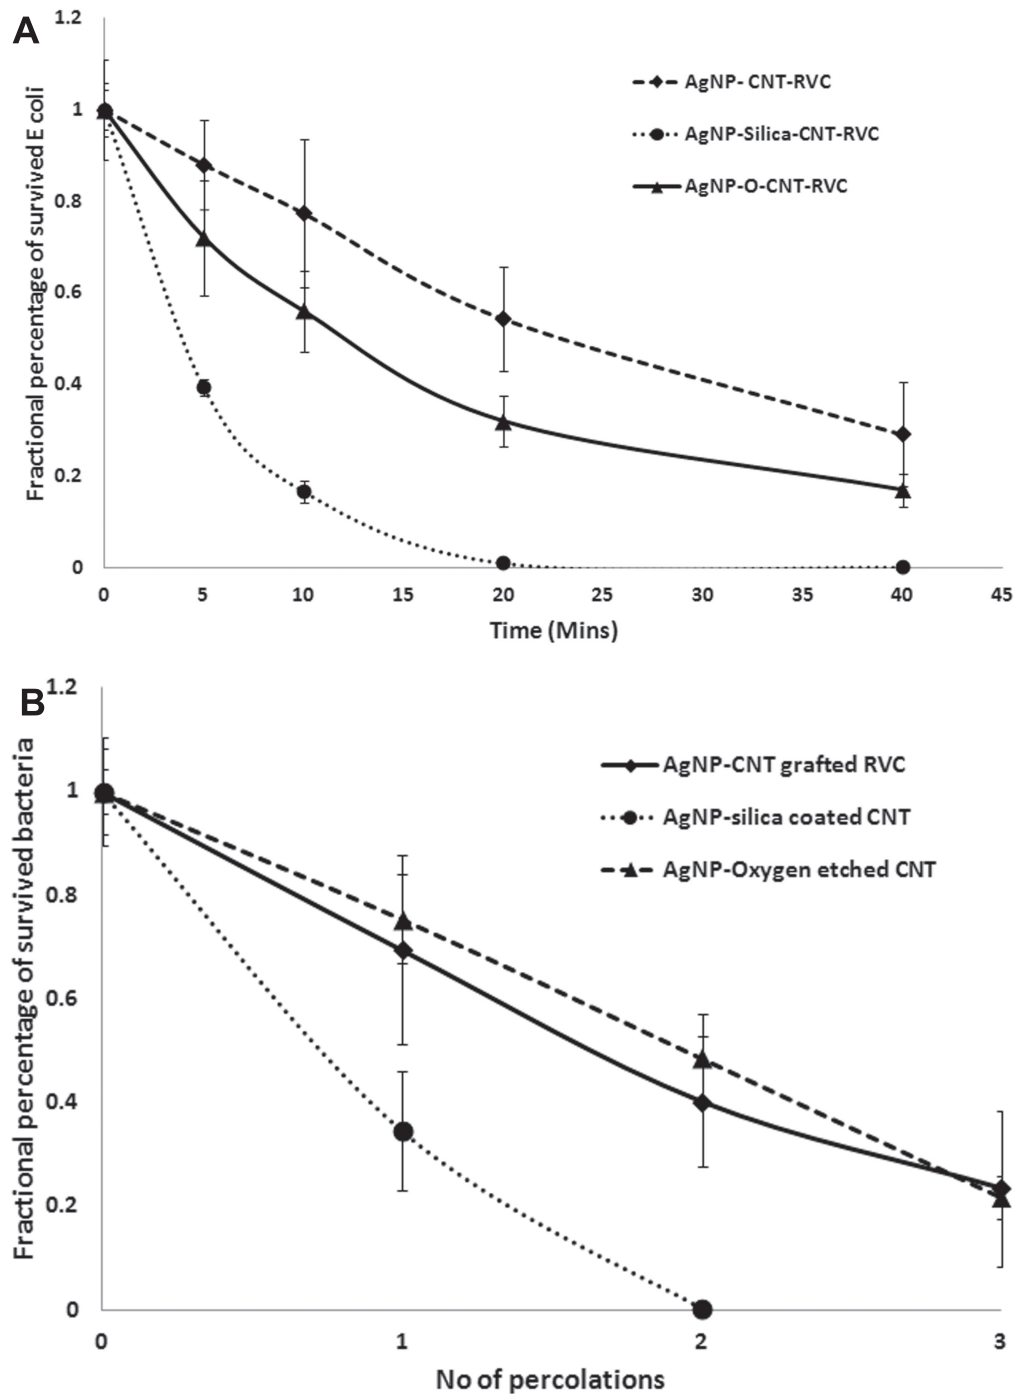 A
1.2
1
0.8
0.6
0.4
0.2
0
Fractional percentage of survived E coli
AgNP- CNT-RVC
AgNP-Silica-CNT-RVC
AgNP-O-CNT-RVC
0 5 10 15 20 25 30 35 40 45
Time (Mins)
B
1.2
1
0.8
0.6
0.4
0.2
0
Fractional percentage of survived bacteria
AgNP-CNT grafted RVC
AgNP-silica coated CNT
AgNP-Oxygen etched CNT
0 1 2 3
No of percolations